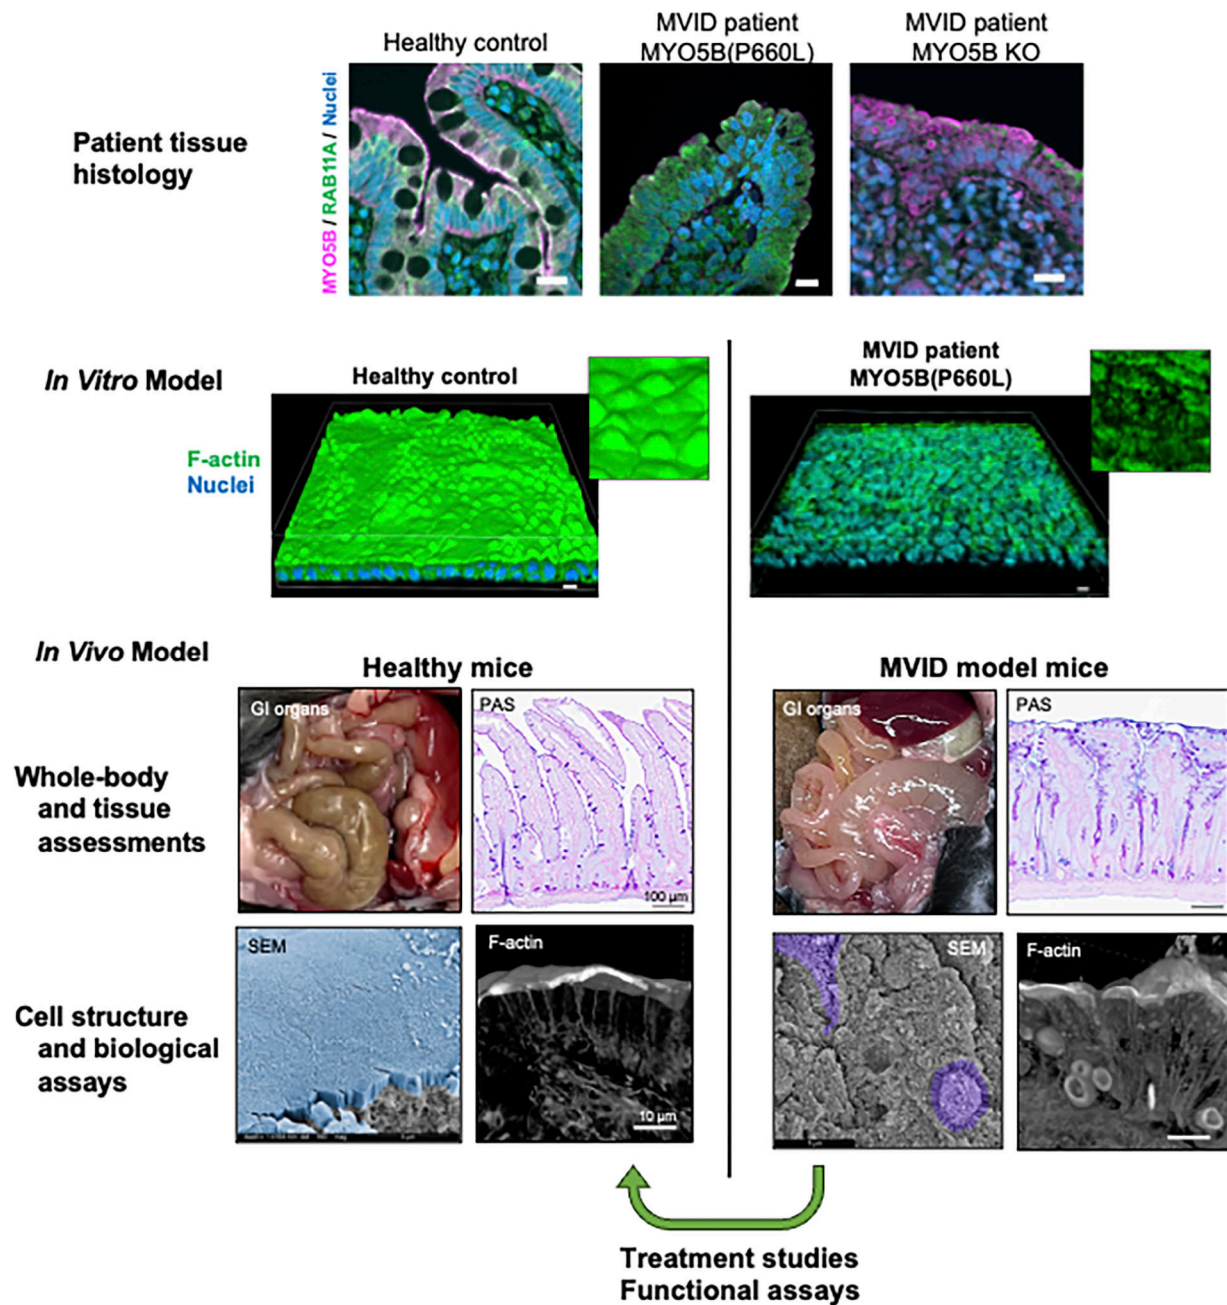 Healthy control
MVID patient
MYO5B(P660L)
MVID patient
MYO5B KO
Patient tissue
histology
MYO5B / RAB11A / Nuclei
In Vitro Model
Healthy control
MVID patient
MYO5B(P660L)
F-actin
Nuclei
In Vivo Model
Healthy mice
MVID model mice
Whole-body
and tissue
assessments
GI organs
PAS
100 µm
GI organs
PAS
Cell structure
and biological
assays
SEM
F-actin
10 µm
SEM
F-actin
Treatment studies
Functional assays